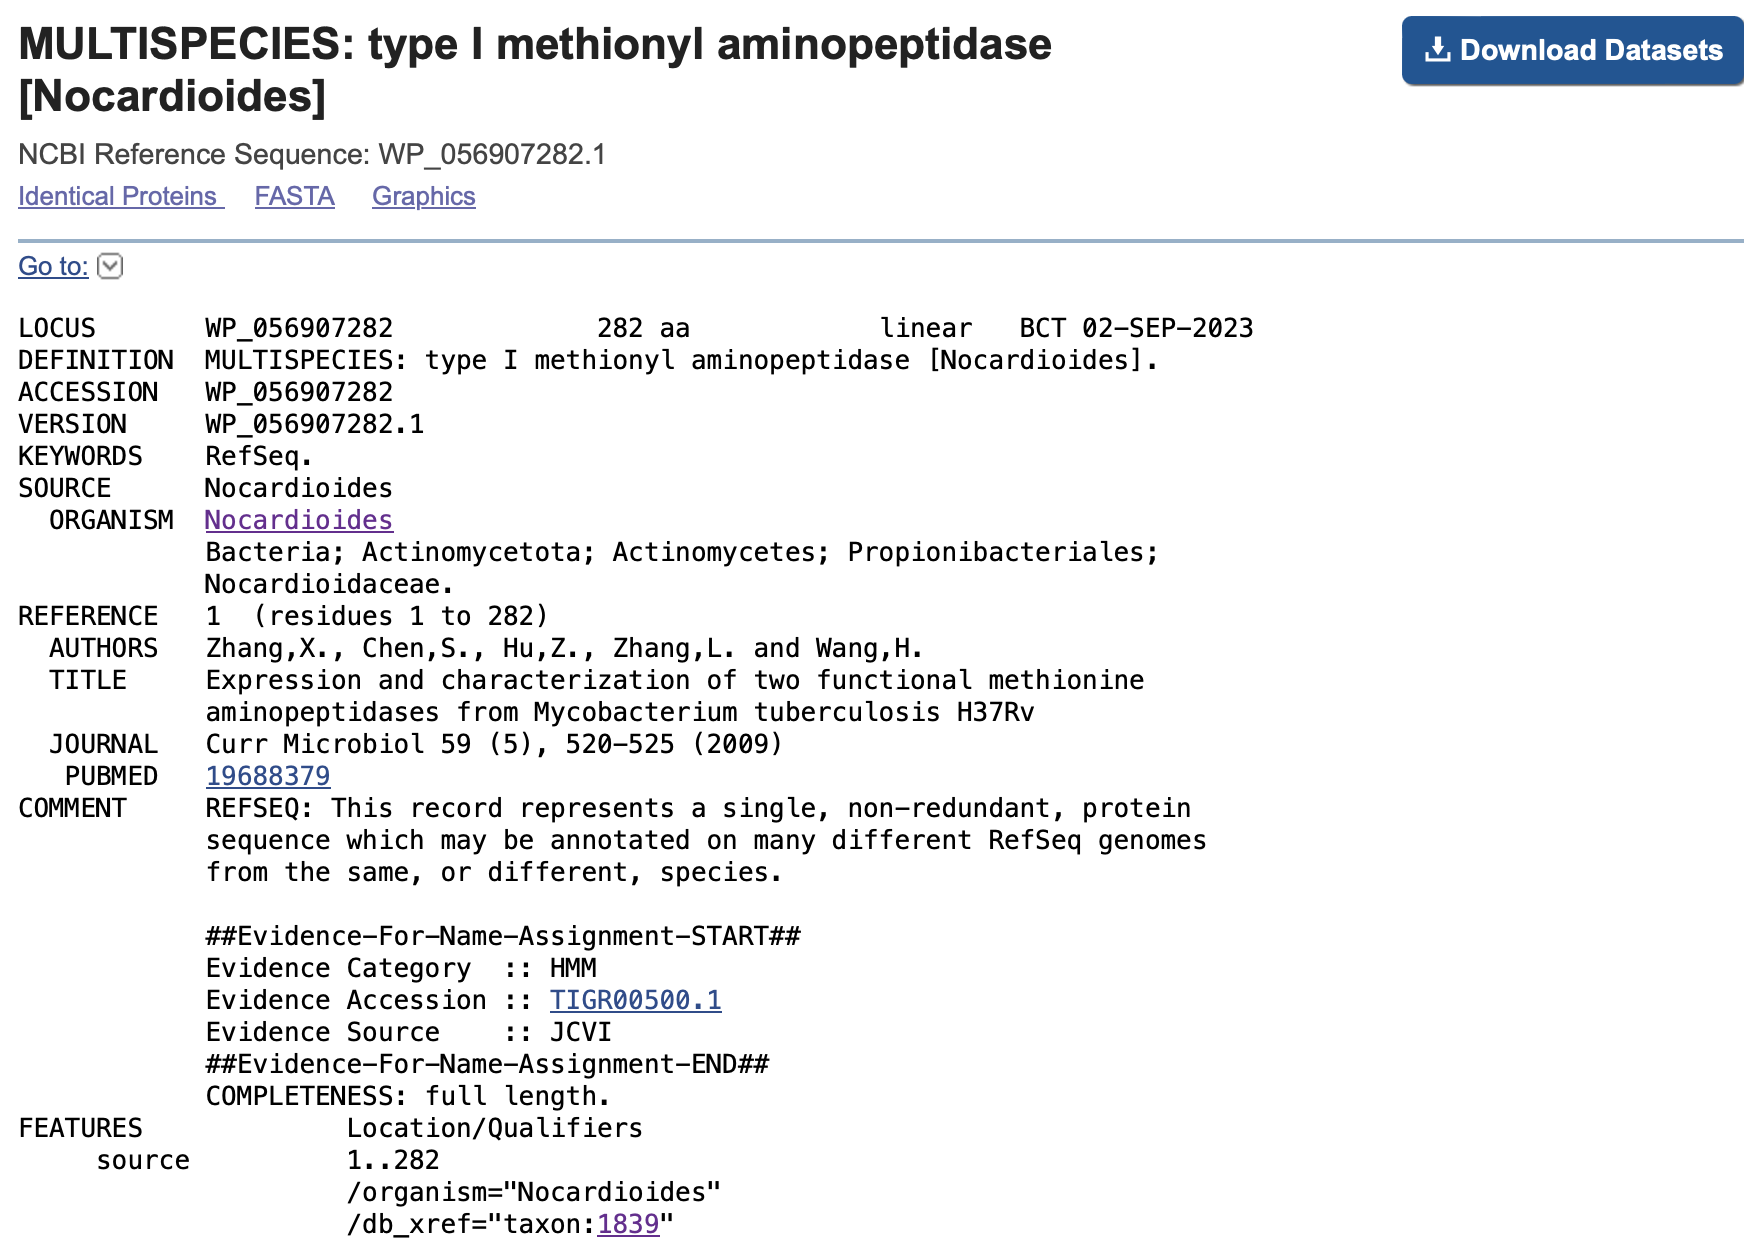 MULTISPECIES: type I methionyl aminopeptidase
[Nocardioides]
Download Datasets
NCBI Reference Sequence: WP_056907282.1
Identical Proteins FASTA Graphics
Go to:
LOCUS WP_056907282 282 aa linear BCT 02-SEP-2023
DEFINITION MULTISPECIES: type I methionyl aminopeptidase [Nocardioides].
ACCESSION WP_056907282
VERSION WP_056907282.1
KEYWORDS RefSeq.
SOURCE Nocardioides
ORGANISM Nocardioides
Bacteria; Actinomycetota; Actinomycetes; Propionibacteriales;
Nocardioidaceae.
REFERENCE 1 (residues 1 to 282)
AUTHORS Zhang,X., Chen,S., Hu,Z., Zhang,L. and Wang,H.
TITLE Expression and characterization of two functional methionine
aminopeptidases from Mycobacterium tuberculosis H37Rv
JOURNAL Curr Microbiol 59 (5), 520-525 (2009)
PUBMED 19688379
COMMENT REFSEQ: This record represents a single, non-redundant, protein
sequence which may be annotated on many different RefSeq genomes
from the same, or different, species.
##Evidence-For-Name-Assignment-START##
Evidence Category :: HMM
Evidence Accession :: TIGR00500.1
Evidence Source :: JCVI
##Evidence-For-Name-Assignment-END##
COMPLETENESS: full length.
FEATURES Location/Qualifiers
source 1..282
/organism="Nocardioides"
/db_xref="taxon:1839"